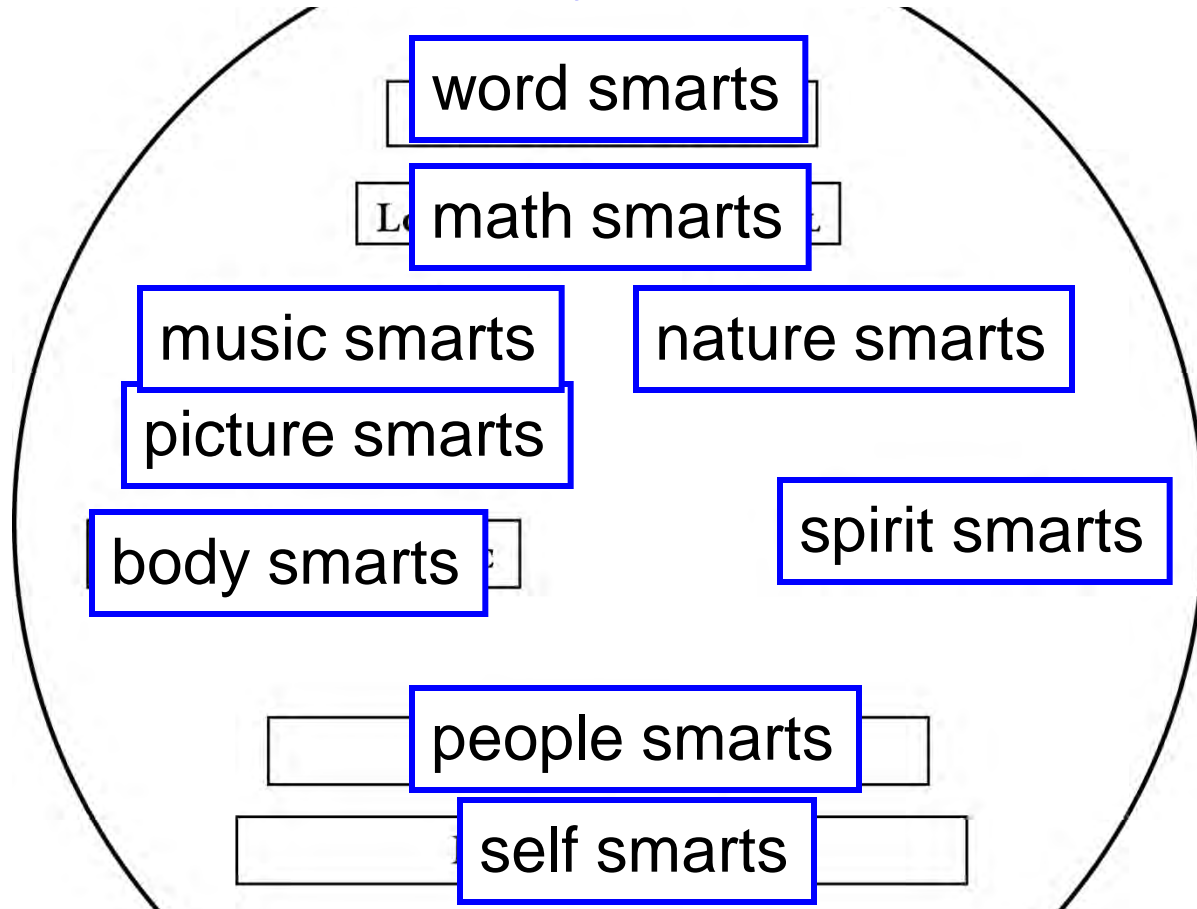 word smarts
math smarts
music smarts
nature smarts
picture smarts
spirit smarts
body smarts
people smarts
self smarts